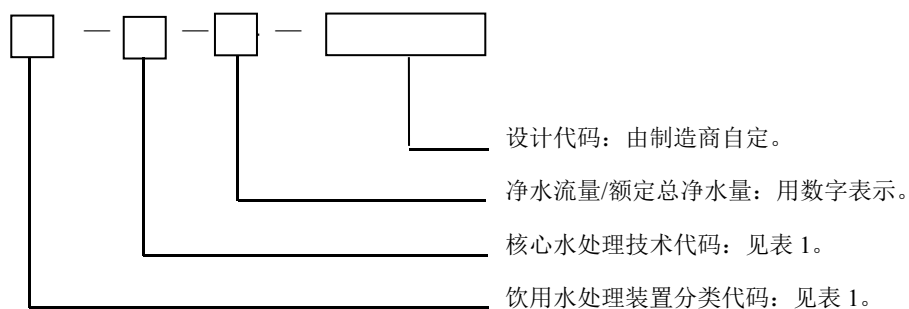 — — —
设计代码：由制造商自定。
净水流量/额定总净水量：用数字表示。
核心水处理技术代码：见表 1。
饮用水处理装置分类代码：见表 1。